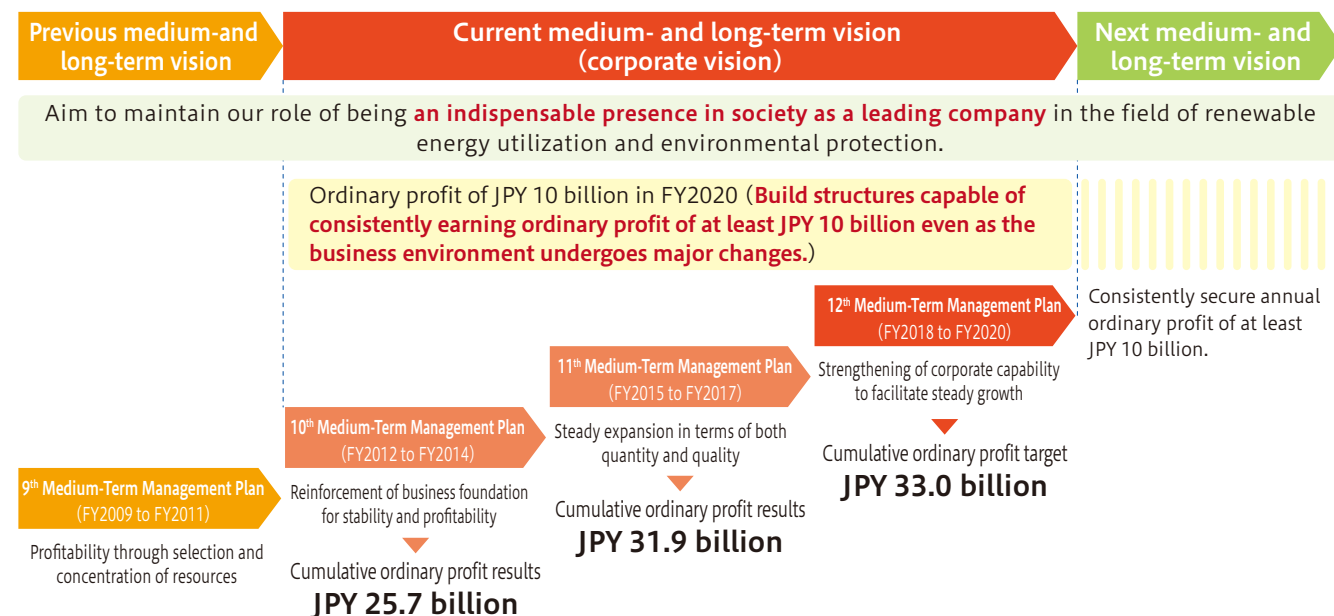 Previous medium-and
long-term vision
Current medium- and long-term vision
(corporate vision)
Next medium- and
long-term vision
Aim to maintain our role of being an indispensable presence in society as a leading company in the field of renewable
energy utilization and environmental protection.
Ordinary profit of JPY 10 billion in FY2020 (Build structures capable of
consistently earning ordinary profit of at least JPY 10 billion even as the
business environment undergoes major changes.)
9th Medium-Term Management Plan
(FY2009 to FY2011)
Profitability through selection and
concentration of resources
10th Medium-Term Management Plan
(FY2012 to FY2014)
Reinforcement of business foundation
for stability and profitability
Cumulative ordinary profit results
JPY 25.7 billion
11th Medium-Term Management Plan
(FY2015 to FY2017)
Steady expansion in terms of both
quantity and quality
Cumulative ordinary profit results
JPY 31.9 billion
12th Medium-Term Management Plan
(FY2018 to FY2020)
Strengthening of corporate capability
to facilitate steady growth
Cumulative ordinary profit target
JPY 33.0 billion
Consistently secure annual
ordinary profit of at least
JPY 10 billion.